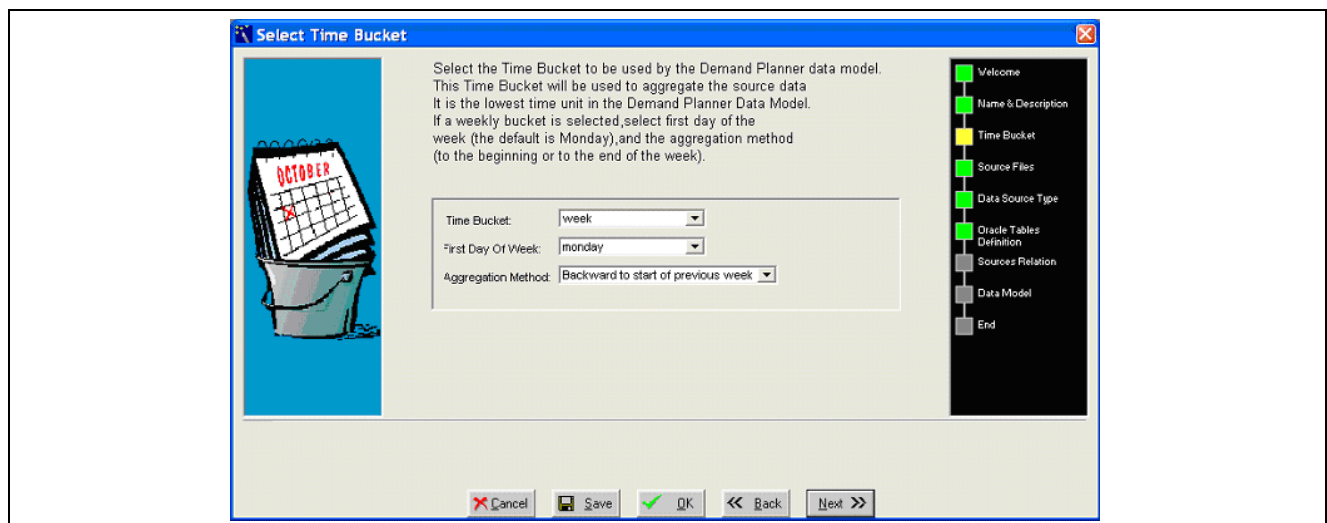 Select Time Bucket
Select the Time Bucket to be used by the Demand Planner data model.
This Time Bucket will be used to aggregate the source data
It is the lowest time unit in the Demand Planner Data Model.
If a weekly bucket is selected,select first day of the
week (the default is Monday),and the aggregation method
(to the beginning or to the end of the week).
OCTOBER
Time Bucket: week
First Day Of Week: monday
Aggregation Method: Backward to start of previous week
Welcome
Name & Description
Time Bucket
Source Files
Data Source Type
Oracle Tables
Definition
Sources Relation
Data Model
End
Cancel
Save
OK
Back
Next